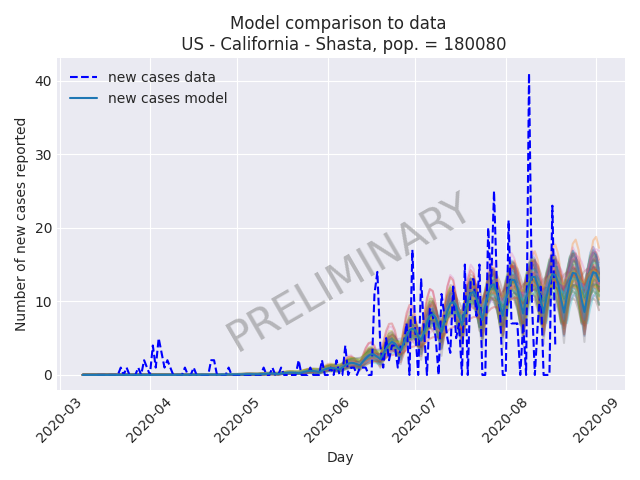 Model comparison to data
US - California - Shasta, pop. = 180080
new cases data
new cases model
PRELIMINARY
Number of new cases reported
40
30
20
10
0
2020-03
2020-04
2020-05
2020-06
2020-07
2020-08
2020-09
Day